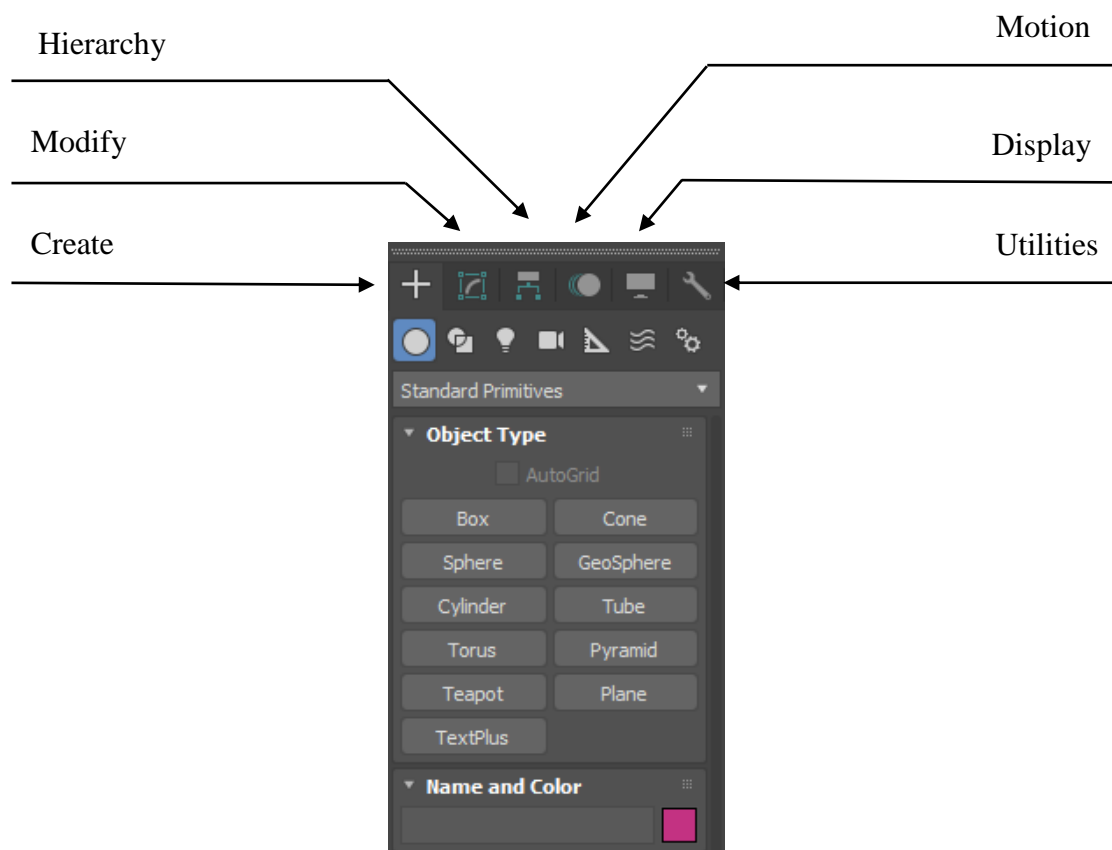 Hierarchy
Motion
Modify
Display
Create
Utilities
Standard Primitives
Object Type
AutoGrid
Box Cone
Sphere GeoSphere
Cylinder Tube
Torus Pyramid
Teapot Plane
TextPlus
Name and Color